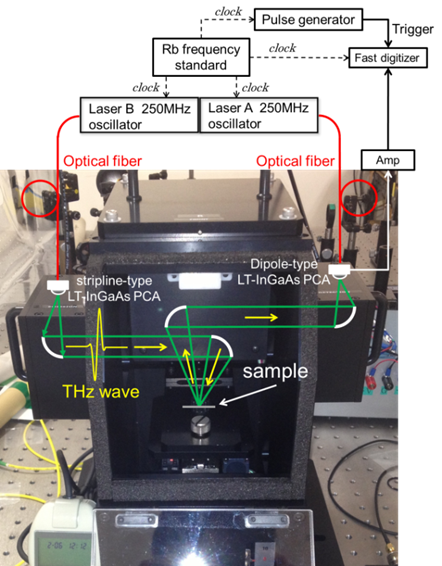 clock
Pulse generator
Trigger
Rb frequency
standard
clock
Fast digitizer
clock
clock
Laser B 250MHz
oscillator
Laser A 250MHz
oscillator
Optical fiber
Optical fiber
Amp
stripline-type
LT-InGaAs PCA
Dipole-type
LT-InGaAs PCA
THz wave
sample